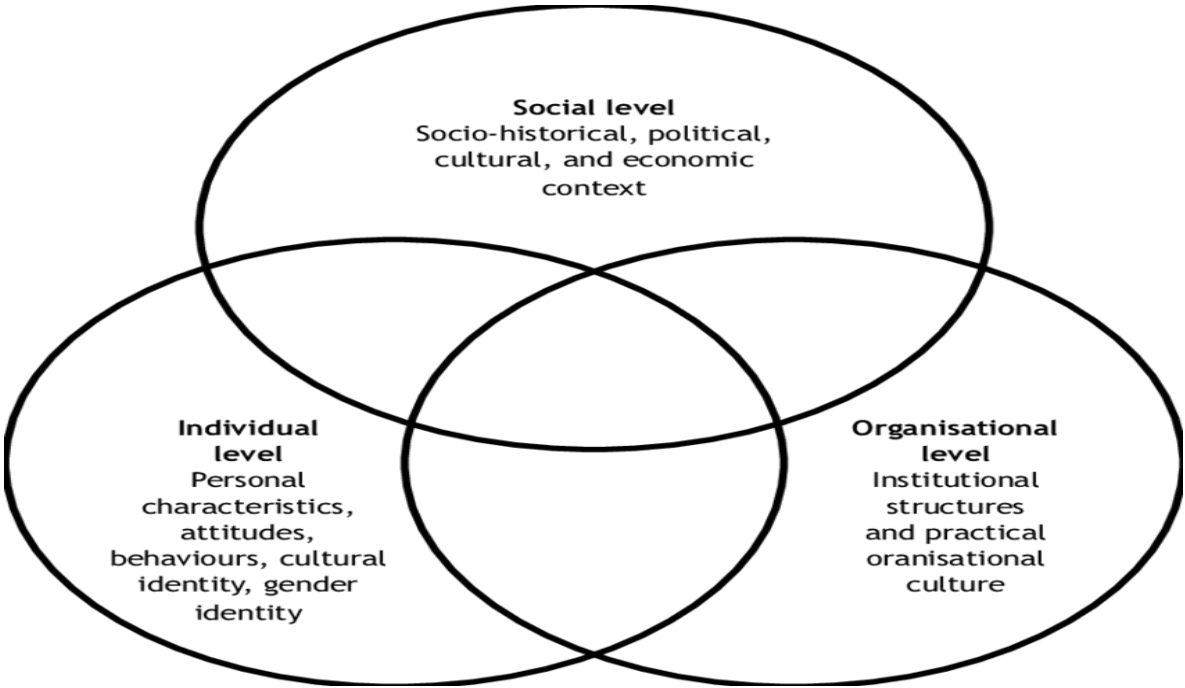 Social level
Socio-historical, political,
cultural, and economic
context
Individual
level
Personal
characteristics,
attitudes,
behaviours, cultural
identity, gender
identity
Organisational
level
Institutional
structures
and practical
oranisational
culture